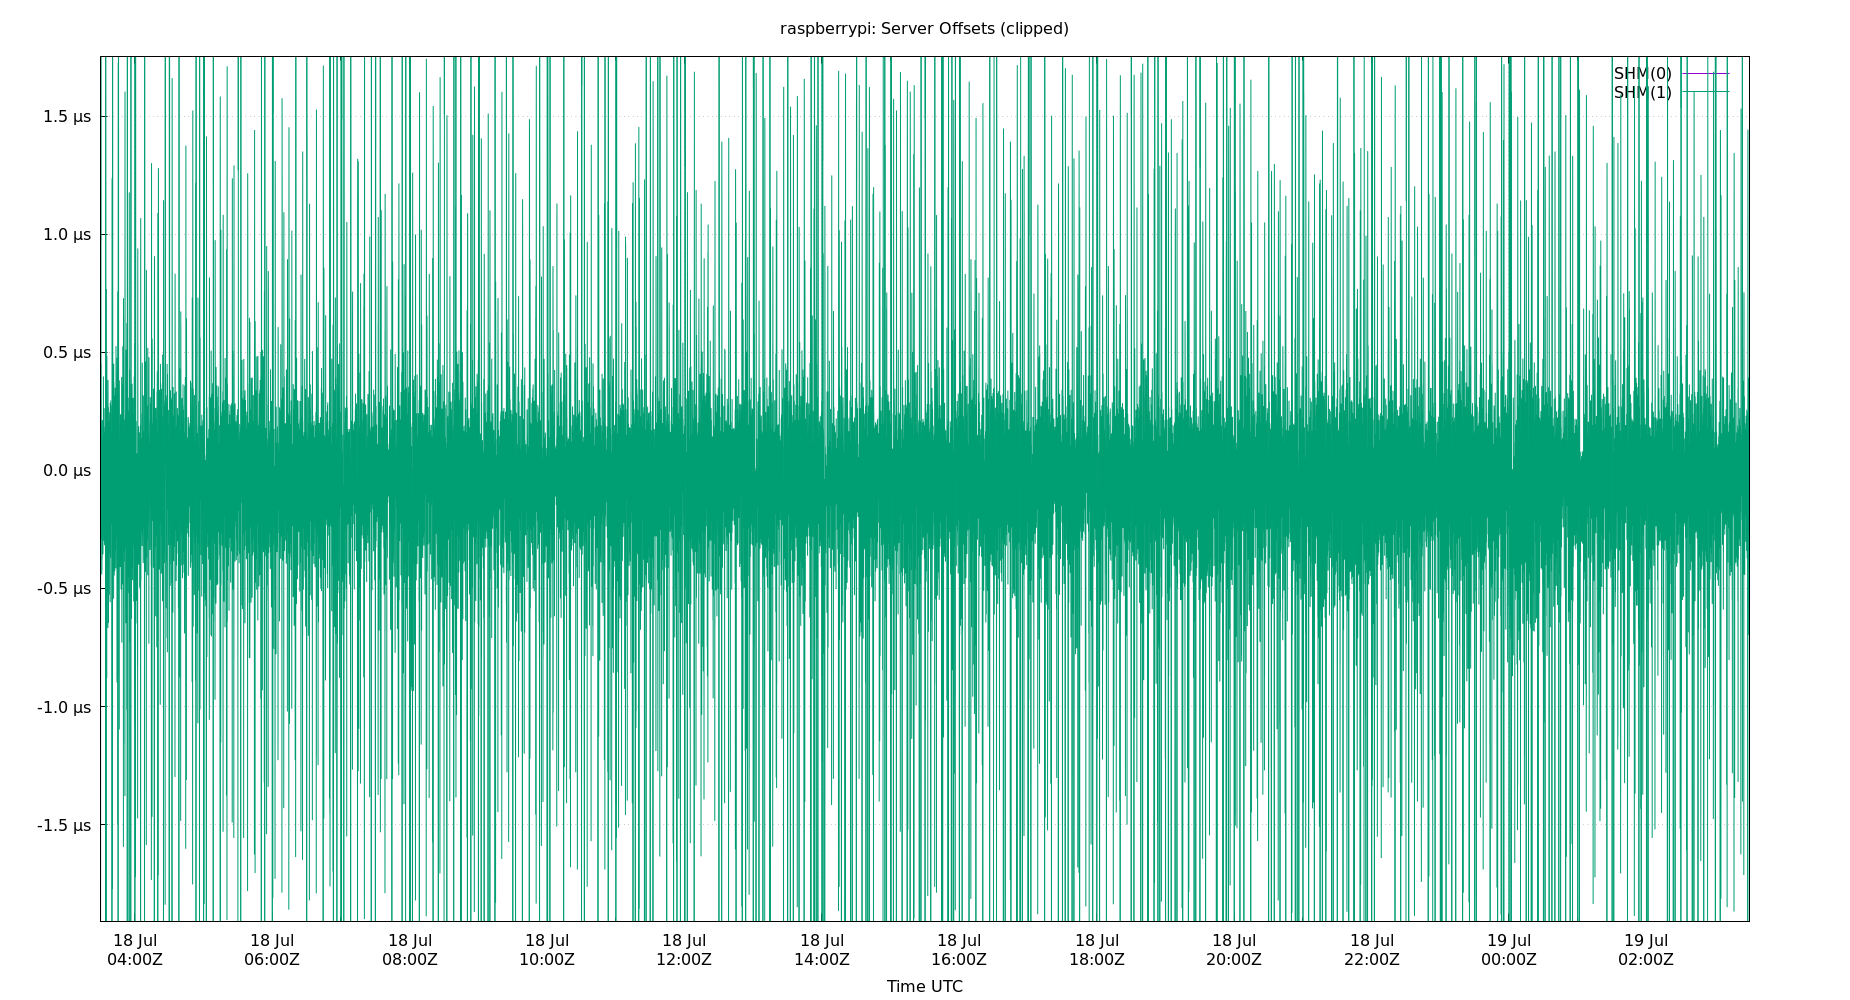 raspberrypi: Server Offsets (clipped)
SHM(0)
SHM(1)
1.5 µs
1.0 µs
0.5 µs
0.0 µs
-0.5 µs
-1.0 µs
-1.5 µs
18 Jul 18 Jul 18 Jul 18 Jul 18 Jul 18 Jul 18 Jul 18 Jul 18 Jul 18 Jul 19 Jul 19 Jul
04:00Z 06:00Z 08:00Z 10:00Z 12:00Z 14:00Z 16:00Z 18:00Z 20:00Z 22:00Z 00:00Z 02:00Z
Time UTC